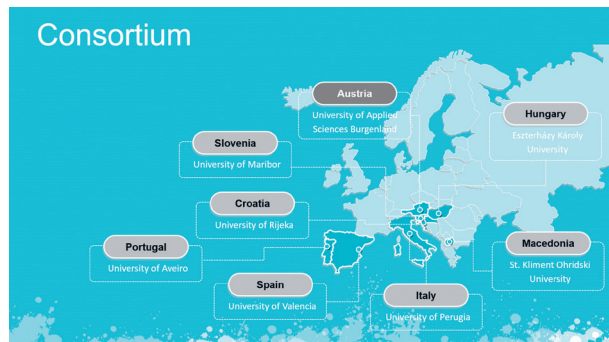 Consortium
Austria
University of Applied
Sciences Burgenland
Hungary
Eszterházy Károly
University
Slovenia
University of Maribor
Croatia
University of Rijeka
Portugal
University of Aveiro
Macedonia
St. Kliment Ohridski
University
Spain
University of Valencia
Italy
University of Perugia